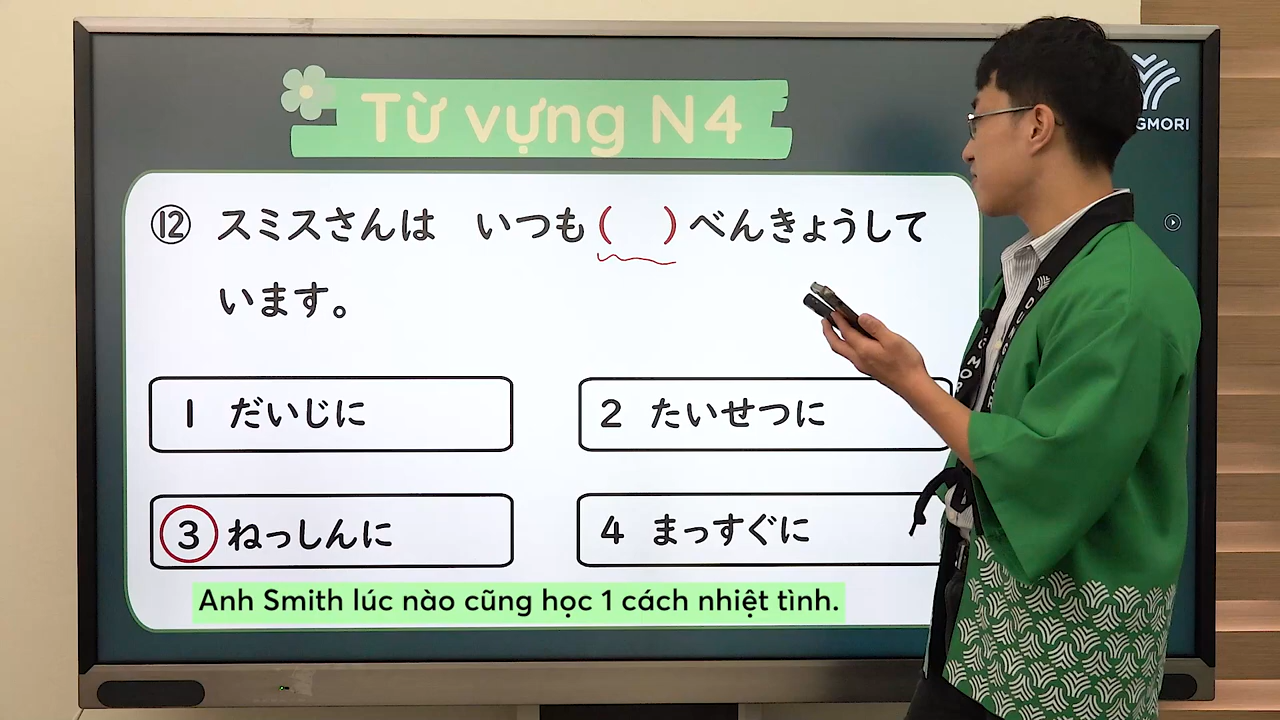 Từ vựng N4
GMORI
⑫ スミスさんは いつも( )べんきょうして
います。
1 だいじに
2 たいせつに
3 ねっしんに
4 まっすぐに
Anh Smith lúc nào cũng học 1 cách nhiệt tình.